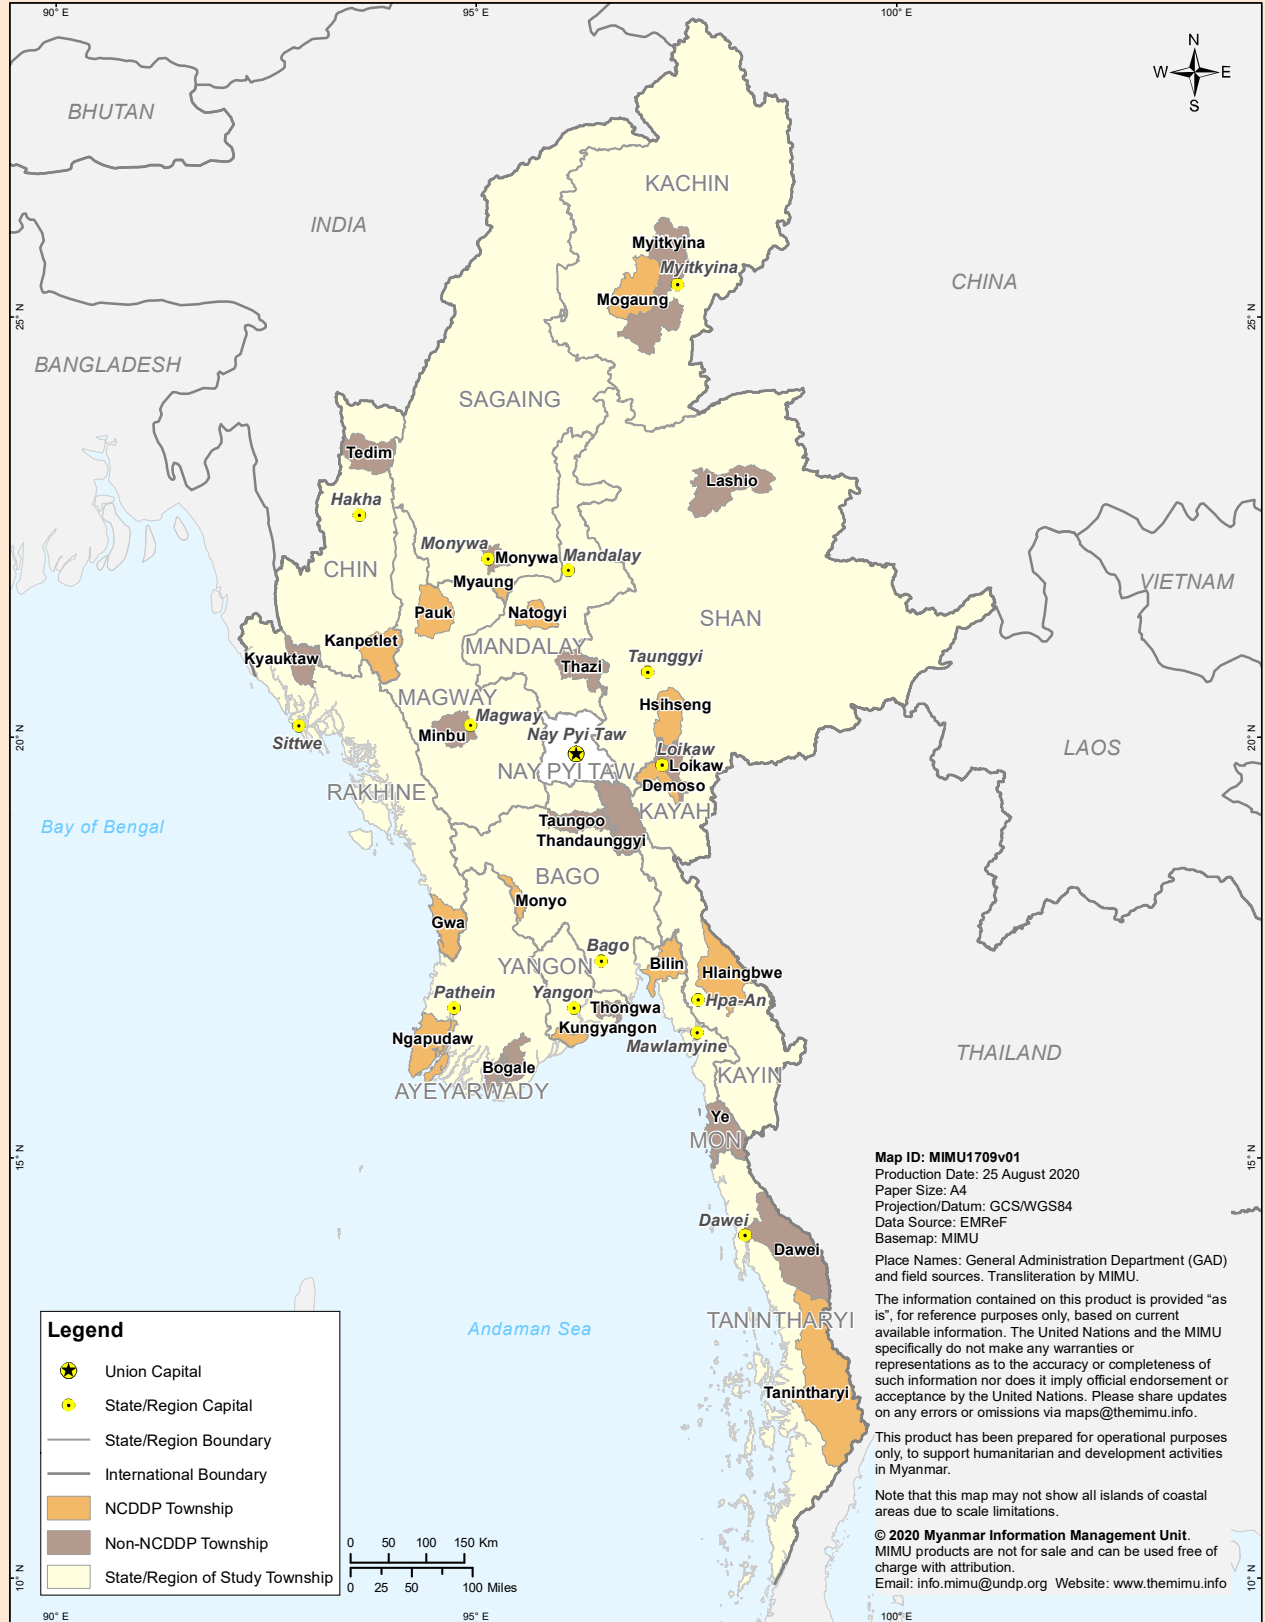 90° E
95° E
100° E
N
W
E
S
BHUTAN
KACHIN
INDIA
Myitkyina
Myitkyina
CHINA
Mogaung
25° N
25° N
BANGLADESH
SAGAING
Tedim
Lashio
Hakha
Monywa
Monywa
Mandalay
CHIN
Myaung
VIETNAM
Pauk
Natogyi
SHAN
Kanpetlet
MANDALAY
Kyauktaw
Thazi
Taunggyi
MAGWAY
Hsihseng
Magway
Minbu
Nay Pyi Taw
Sittwe
20° N
20° N
Loikaw
LAOS
Loikaw
NAY PYI TAW
Demoso
RAKHINE
KAYAH
Taungoo
Bay of Bengal
Thandaunggyi
BAGO
Monyo
Gwa
Bago
YANGON
Bilin
Hlaingbwe
Pathein
Yangon
Hpa-An
Thongwa
Kungyangon
Ngapudaw
Mawlamyine
THAILAND
Bogale
KAYIN
AYEYARWADY
Ye
MON
15° N
15° N
Map ID: MIMU1709v01
Production Date: 25 August 2020
Paper Size: A4
Projection/Datum: GCS/WGS84
Data Source: EMReF
Basemap: MIMU
Dawei
Dawei
Place Names: General Administration Department (GAD)
and field sources. Transliteration by MIMU.
The information contained on this product is provided “as
is”, for reference purposes only, based on current
available information. The United Nations and the MIMU
specifically do not make any warranties or
representations as to the accuracy or completeness of
such information nor does it imply official endorsement or
acceptance by the United Nations. Please share updates
on any errors or omissions via maps@themimu.info.
TANINTHARYI
Andaman Sea
Tanintharyi
This product has been prepared for operational purposes
only, to support humanitarian and development activities
in Myanmar.
Note that this map may not show all islands of coastal
areas due to scale limitations.
© 2020 Myanmar Information Management Unit.
MIMU products are not for sale and can be used free of
charge with attribution.
Email: info.mimu@undp.org Website: www.themimu.info
Legend
Union Capital
State/Region Capital
State/Region Boundary
International Boundary
NCDDP Township
Non-NCDDP Township
State/Region of Study Township
0 50 100 150 Km
0 25 50 100 Miles
10° N
10° N
90° E
95° E
100° E